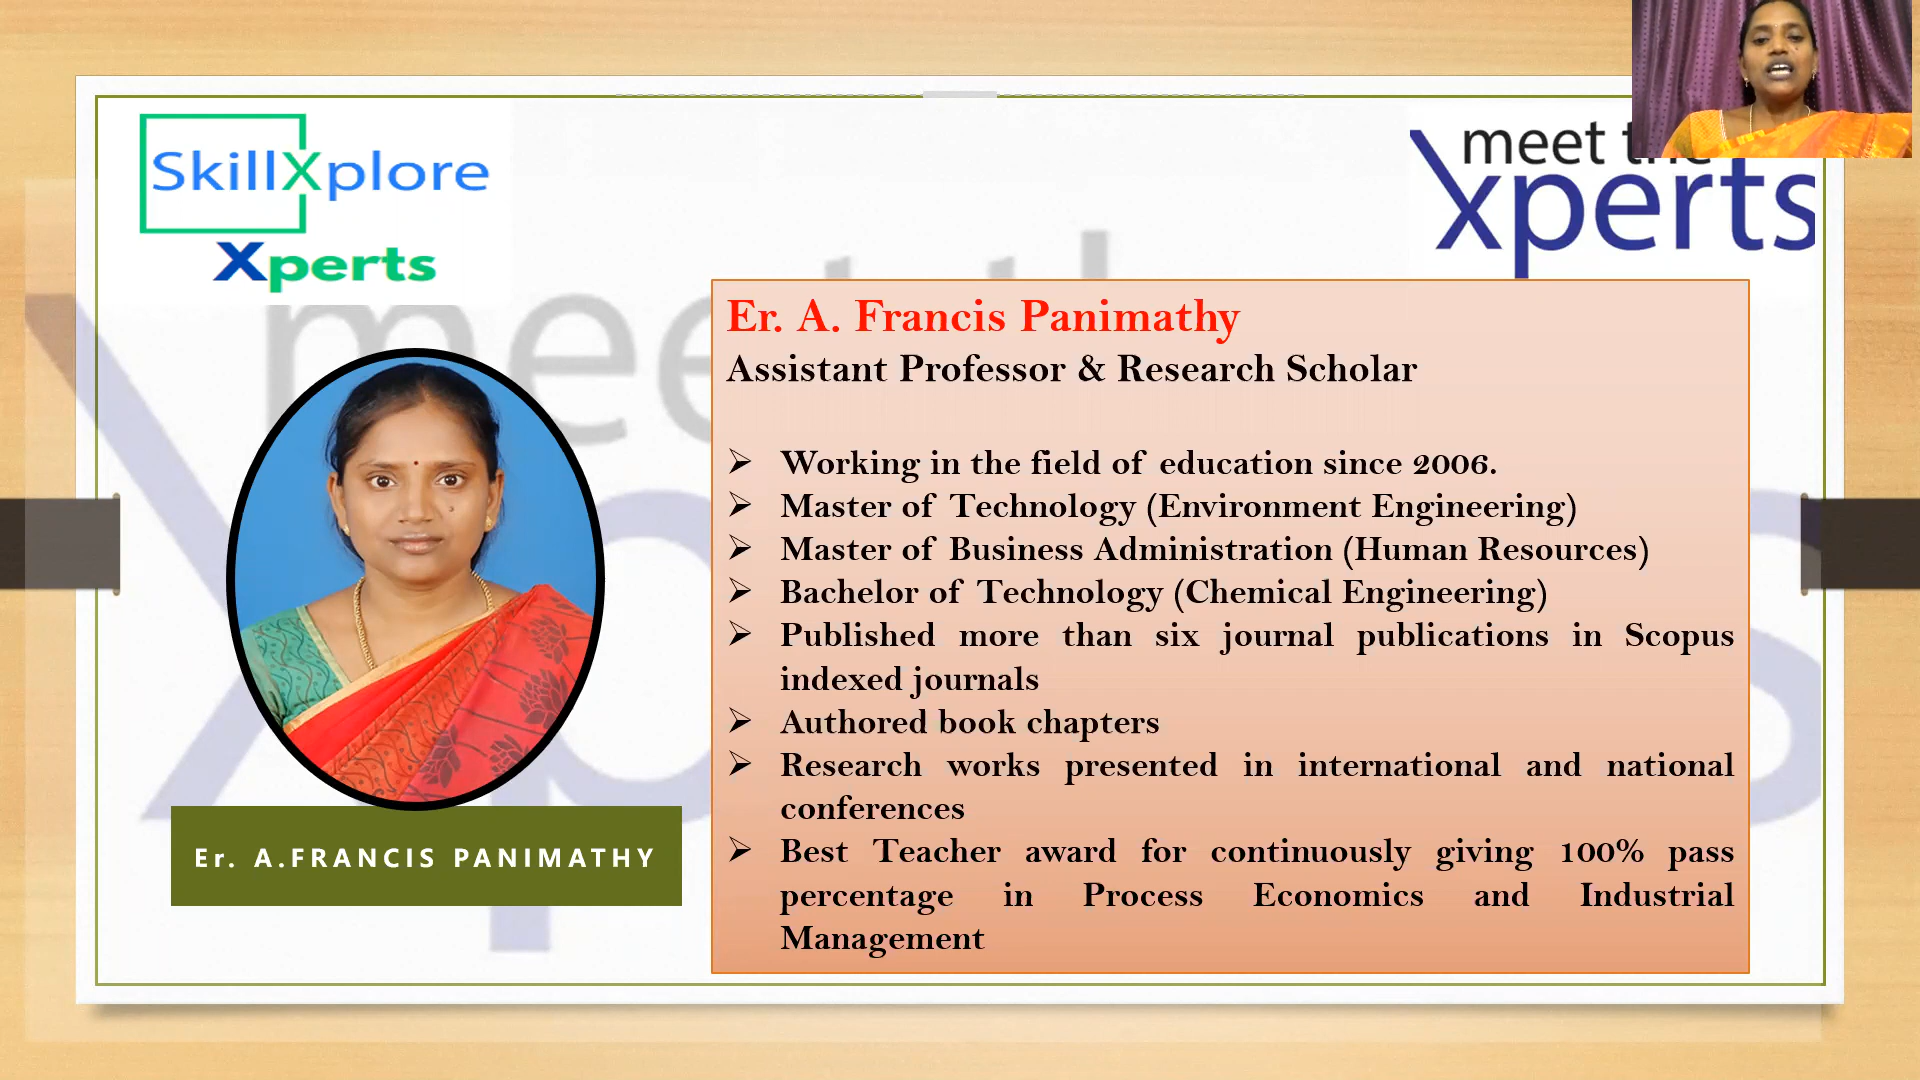 SkillXplore
Xperts
meet the
Xperts
Er. A. Francis Panimathy
Assistant Professor & Research Scholar
➢ Working in the field of education since 2006.
➢ Master of Technology (Environment Engineering)
➢ Master of Business Administration (Human Resources)
➢ Bachelor of Technology (Chemical Engineering)
➢ Published more than six journal publications in Scopus
indexed journals
➢ Authored book chapters
➢ Research works presented in international and national
conferences
➢ Best Teacher award for continuously giving 100% pass
percentage in Process Economics and Industrial
Management
Er. A.FRANCIS PANIMATHY